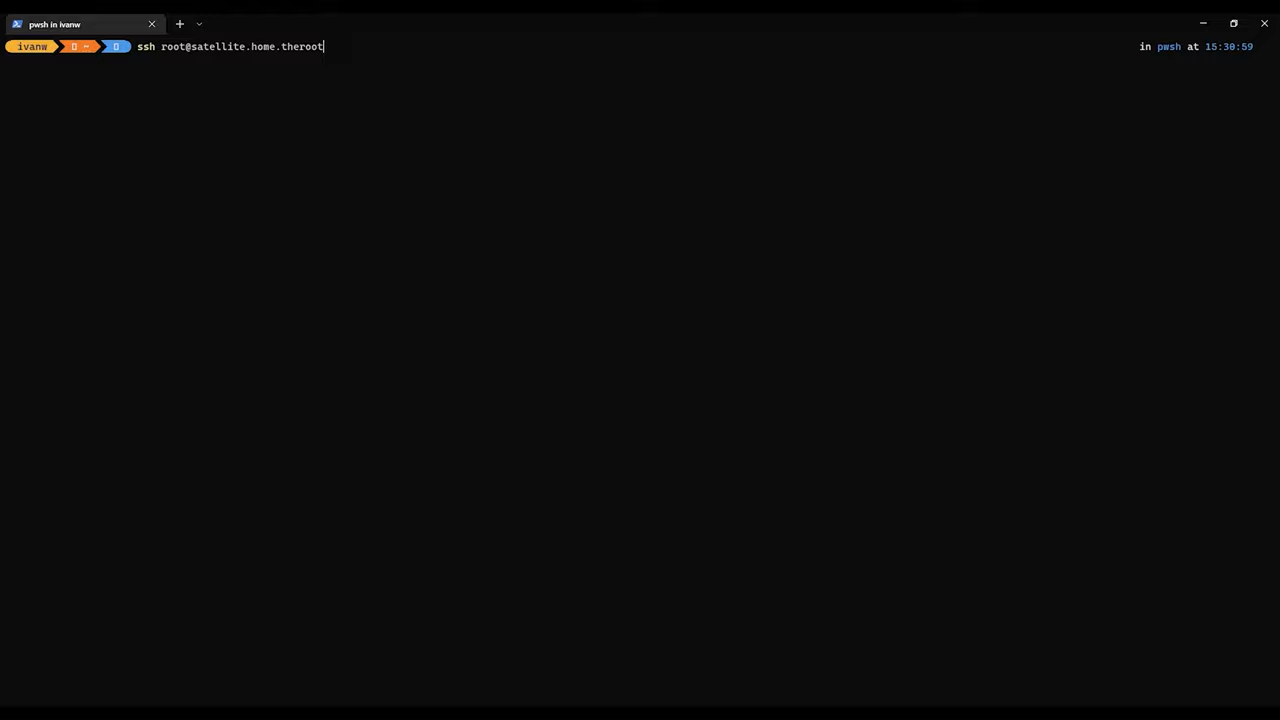 pwsh in ivanw
ivanw ~ ssh root@satellite.home.theroot in pwsh at 15:30:59